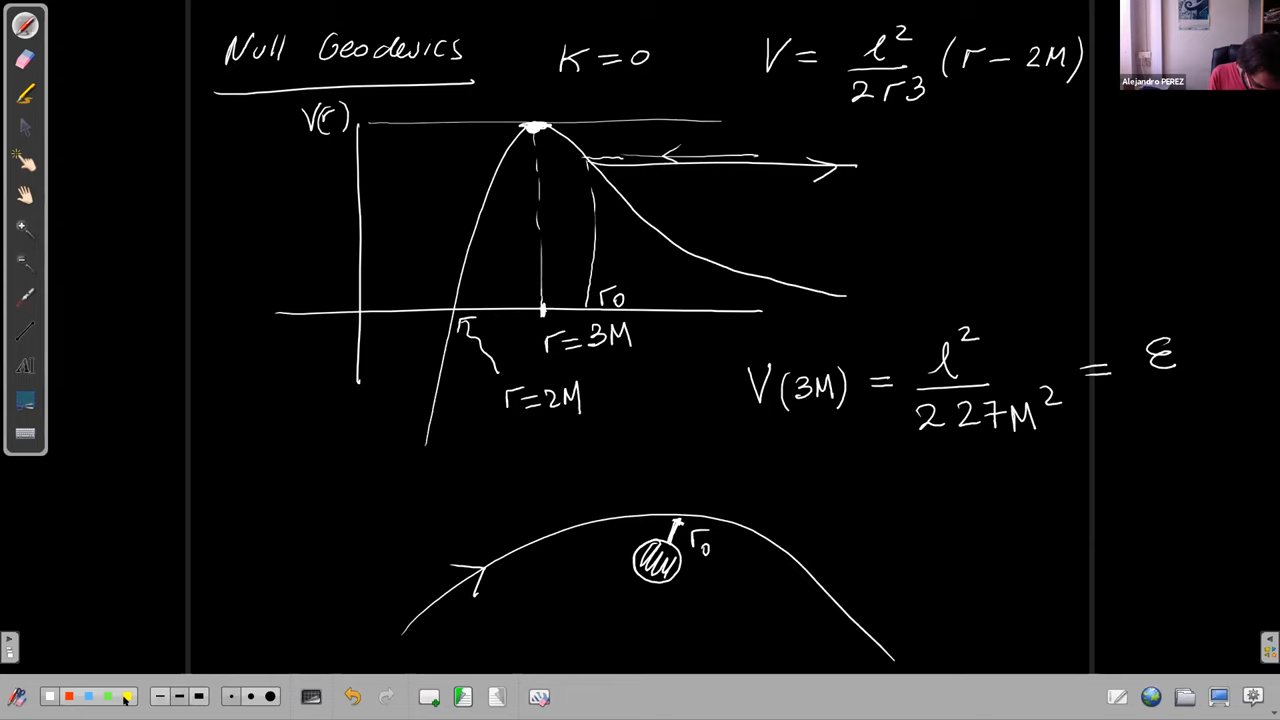 Null Geodesics K = 0 V = l² / 2r3 (r - 2M)
Alejandro PEREZ
V(r)
r0
r = 3M
r = 2M
V(3M) = l² / 2 27M² = ε
r0